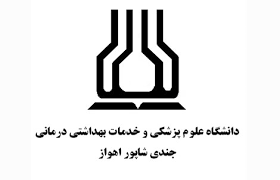 دانشگاه علوم پزشکی و خدمات بهداشتی درمانی
جندی شاپور اهواز